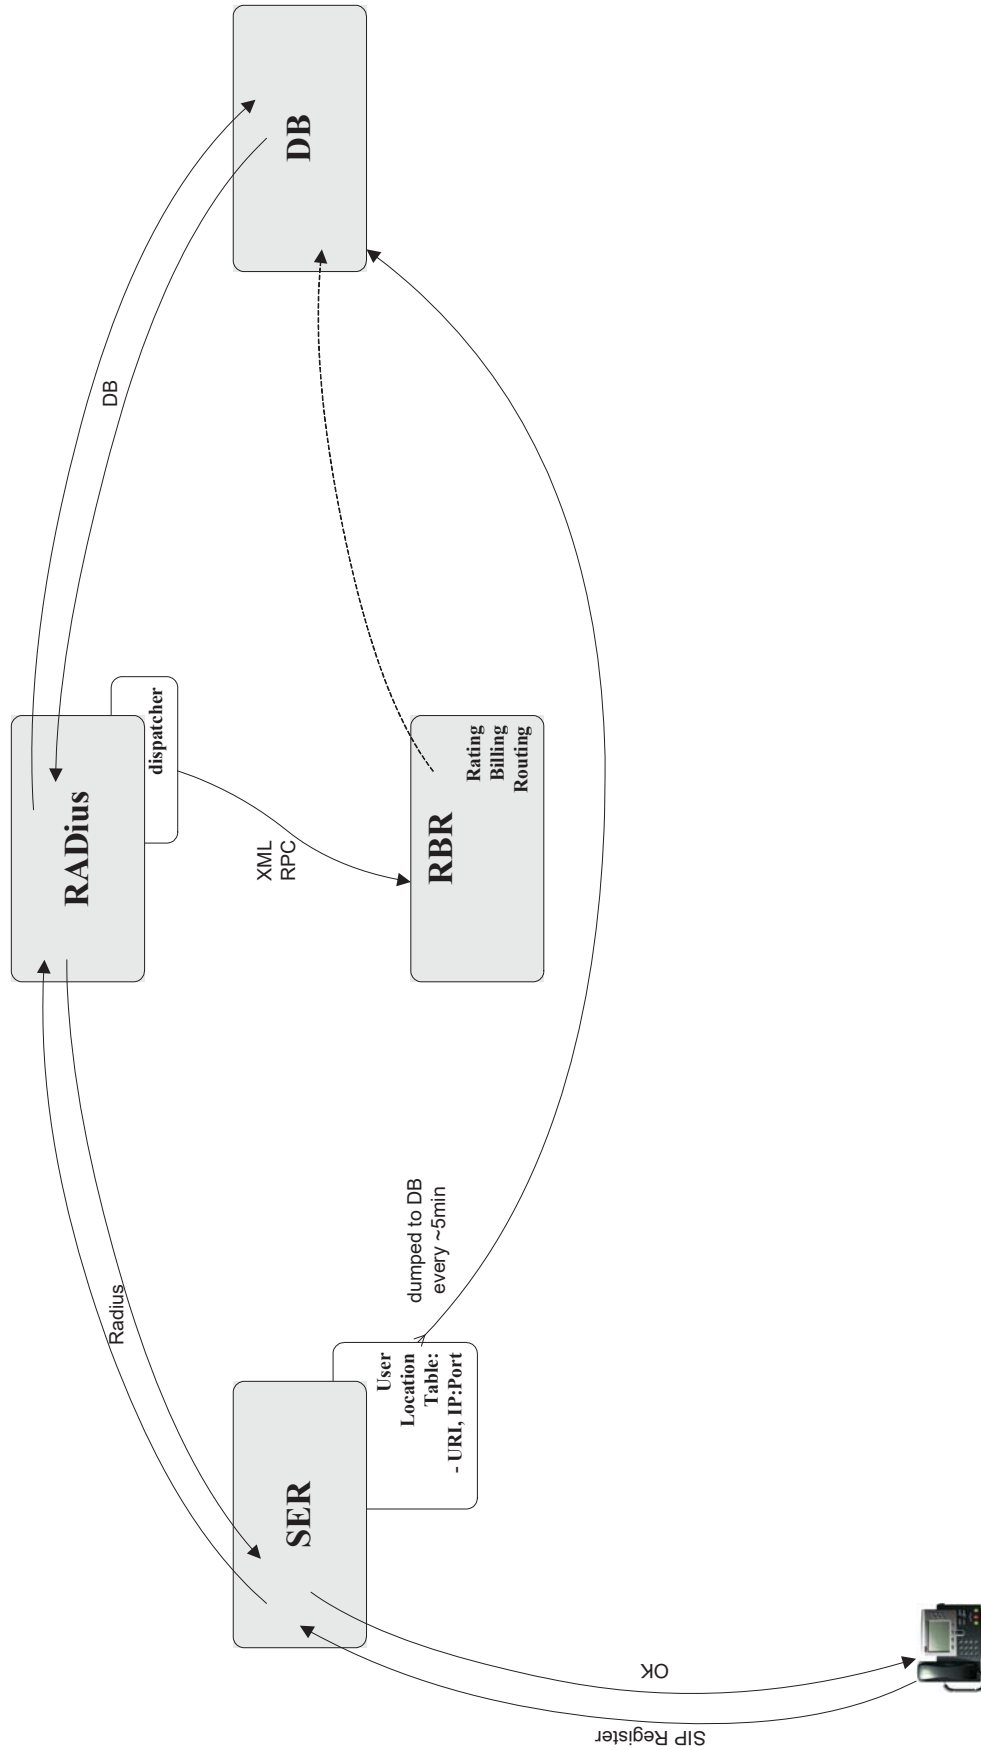 SER
User
Location
Table:
- URI, IP:Port
dumped to DB
every ~5min
Radius
RADius
dispatcher
XML
RPC
RBR
Rating
Billing
Routing
DB
DB
SIP Register
OK